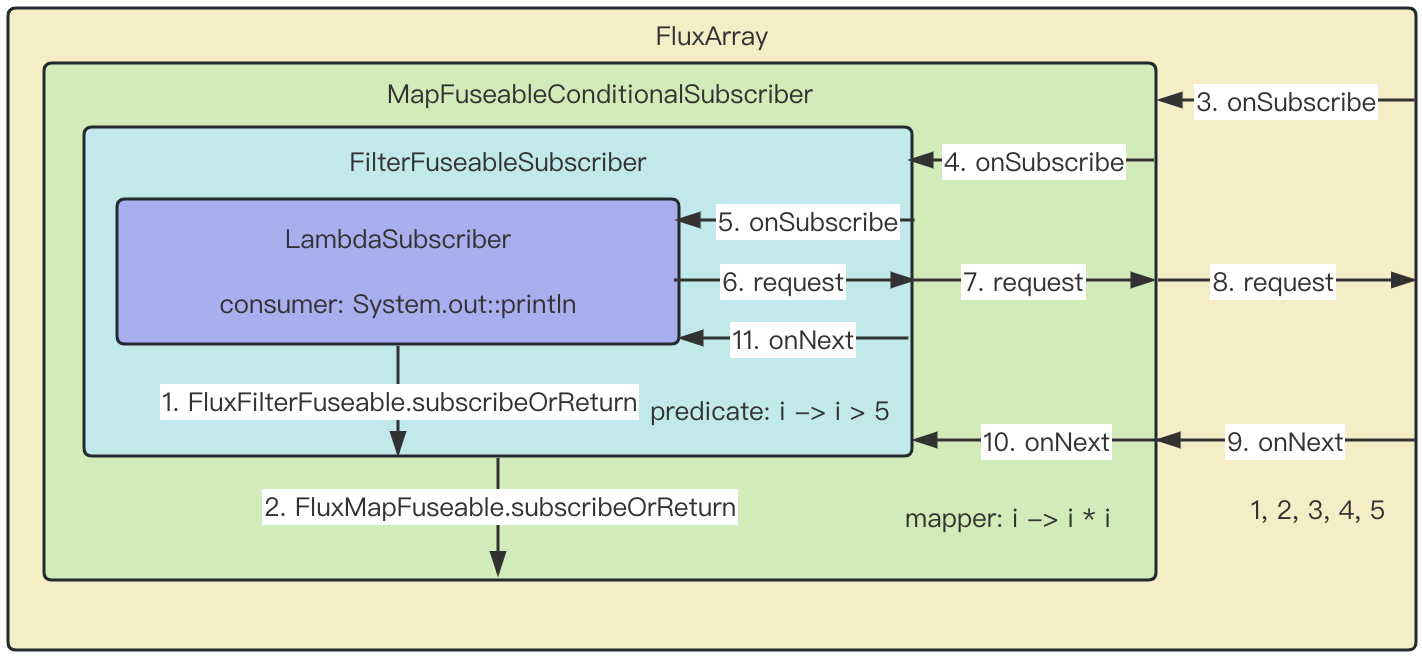 FluxArray
MapFuseableConditionalSubscriber
3. onSubscribe
FilterFuseableSubscriber
4. onSubscribe
LambdaSubscriber
5. onSubscribe
consumer: System.out::println
6. request
7. request
8. request
11. onNext
1. FluxFilterFuseable.subscribeOrReturn
predicate: i -> i > 5
10. onNext
9. onNext
2. FluxMapFuseable.subscribeOrReturn
mapper: i -> i * i
1, 2, 3, 4, 5